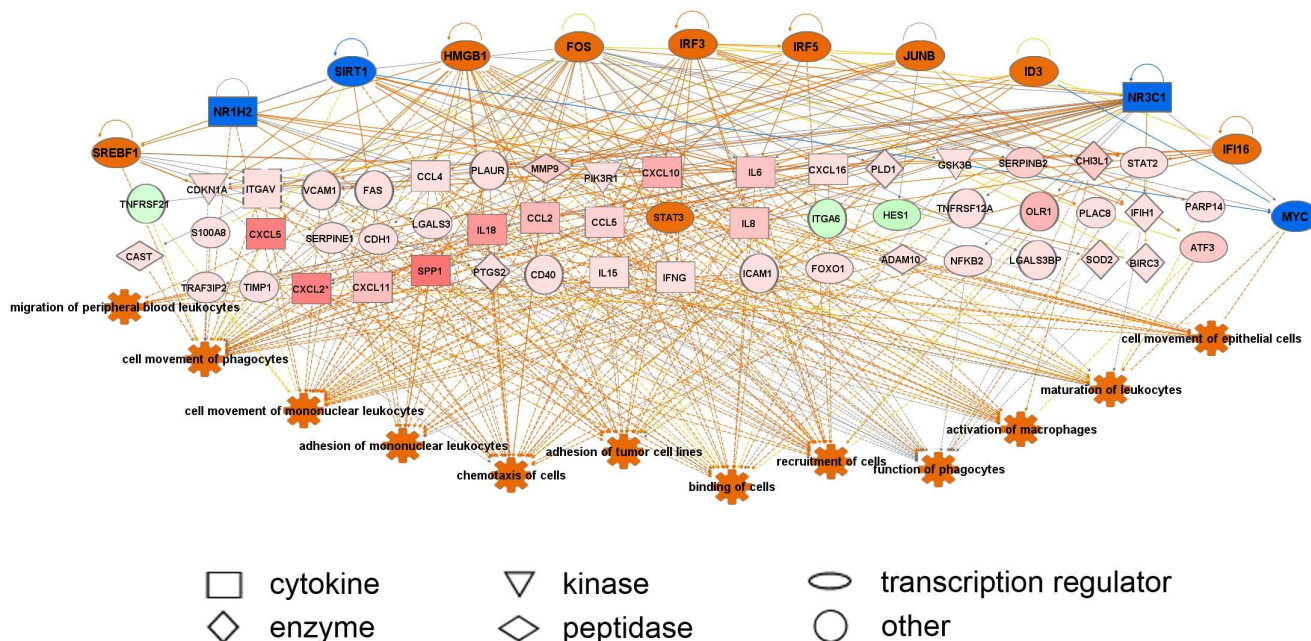 HMGB1
FOS
IRF3
IRF5
JUNB
SIRT1
ID3
NR1H2
NR3C1
SREBF1
IFI16
CCL4
PLAUR
MMP9
PIK3R1
CXCL10
IL6
CXCL16
PLD1
GSK3B
SERPINB2
CHI3L1
STAT2
TNFRSF21
CDKN1A
ITGAV
VCAM1
FAS
S100A8
CXCL5
SERPINE1
CDH1
LGALS3
IL18
CCL2
CCL5
STAT3
IL8
ITGA6
HES1
TNFRSF12A
OLR1
PLAC8
IFIH1
PARP14
MYC
ATF3
CAST
TRAF3IP2
TIMP1
CXCL2*
CXCL11
SPP1
PTGS2
CD40
IL15
IFNG
ICAM1
FOXO1
ADAM10
NFKB2
LGALS3BP
SOD2
BIRC3
migration of peripheral blood leukocytes
cell movement of epithelial cells
cell movement of phagocytes
maturation of leukocytes
cell movement of mononuclear leukocytes
activation of macrophages
adhesion of mononuclear leukocytes
adhesion of tumor cell lines
recruitment of cells
function of phagocytes
chemotaxis of cells
binding of cells
cytokine
kinase
transcription regulator
enzyme
peptidase
other